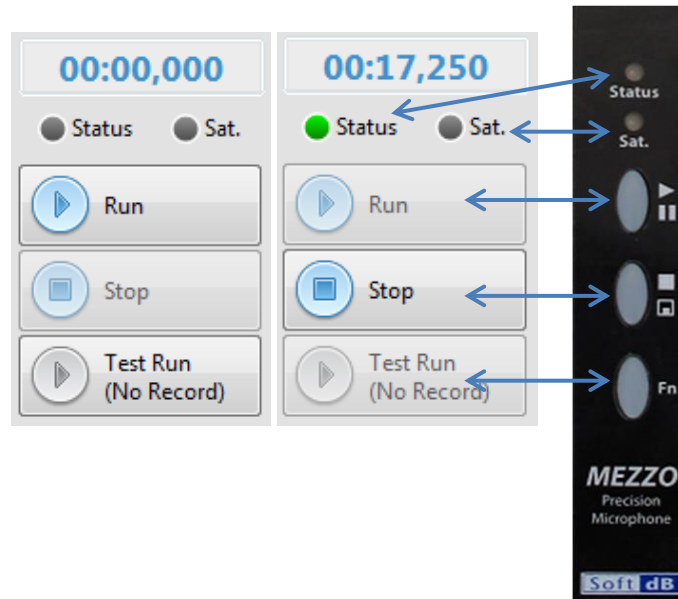 00:00,000
Status Sat.
Run
Stop
Test Run
(No Record)
00:17,250
Status Sat.
Run
Stop
Test Run
(No Record)
Status
Sat.
Fn
MEZZO
Precision
Microphone
Soft dB